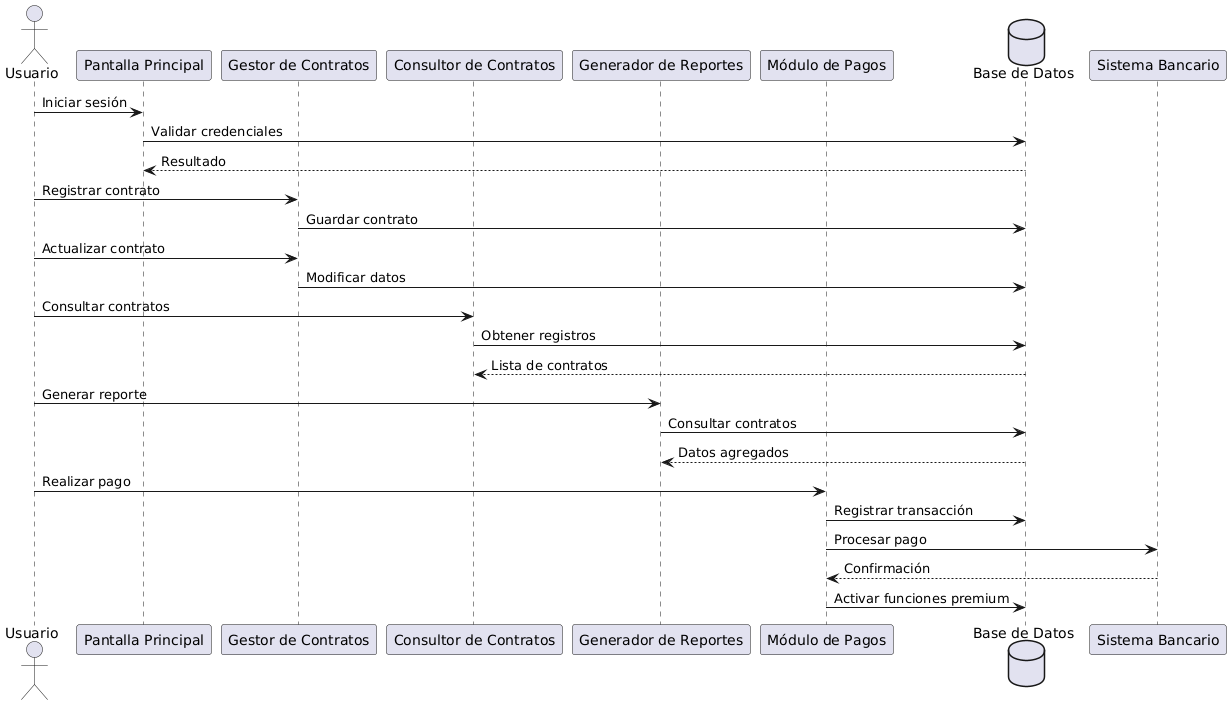 Usuario
Pantalla Principal
Gestor de Contratos
Consultor de Contratos
Generador de Reportes
Módulo de Pagos
Base de Datos
Sistema Bancario
Iniciar sesión
Validar credenciales
Resultado
Registrar contrato
Guardar contrato
Actualizar contrato
Modificar datos
Consultar contratos
Obtener registros
Lista de contratos
Generar reporte
Consultar contratos
Datos agregados
Realizar pago
Registrar transacción
Procesar pago
Confirmación
Activar funciones premium
Usuario
Pantalla Principal
Gestor de Contratos
Consultor de Contratos
Generador de Reportes
Módulo de Pagos
Base de Datos
Sistema Bancario